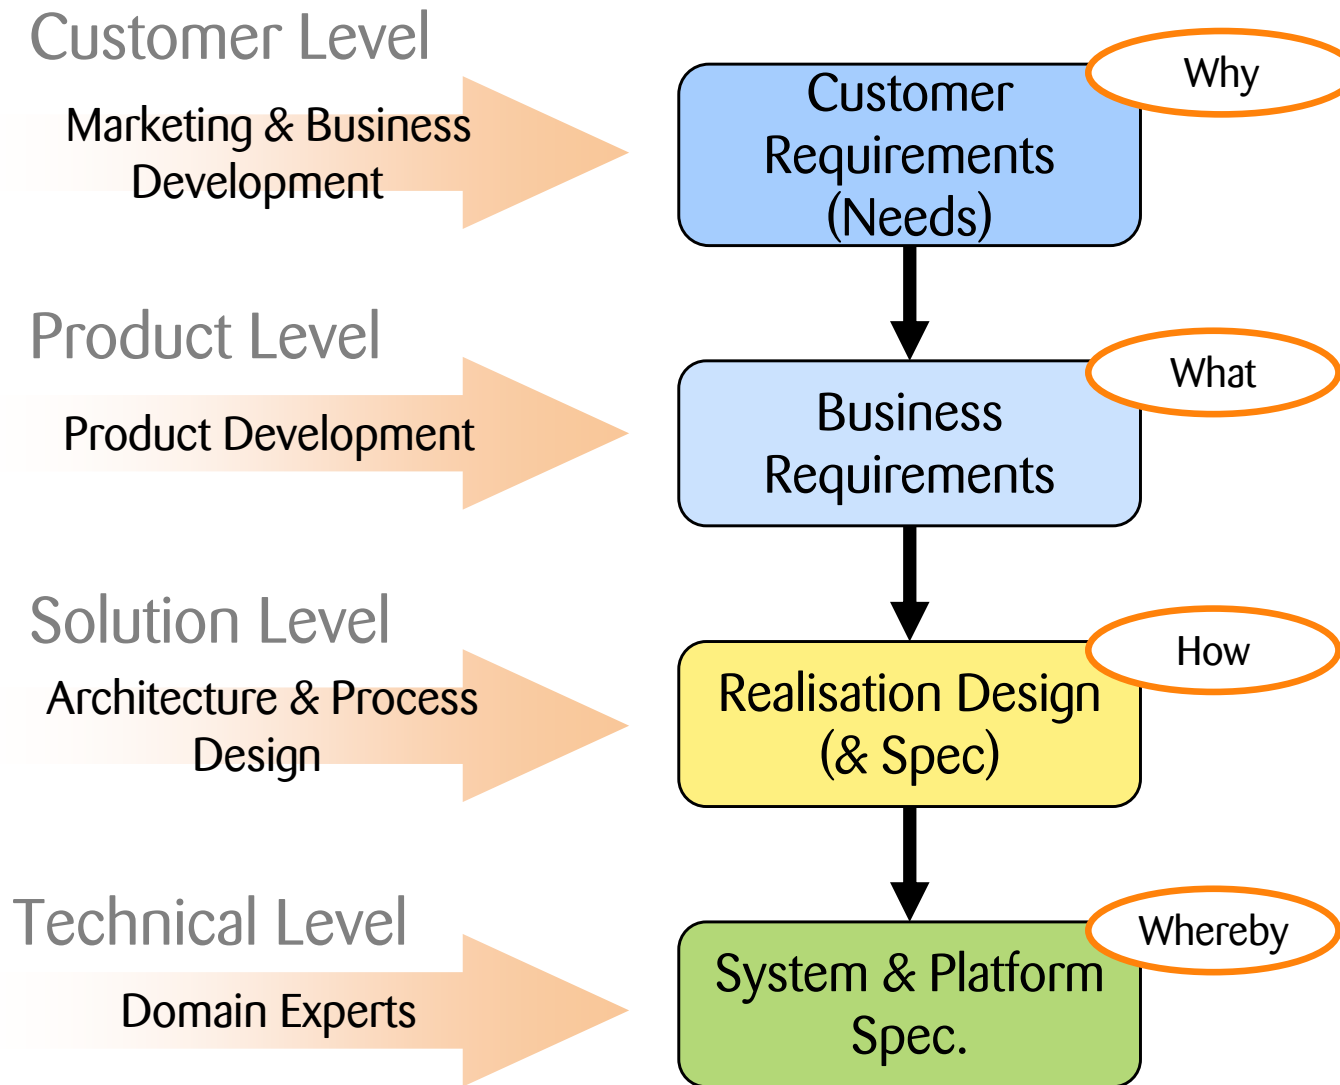 Customer Level
Marketing & Business
Development
Customer
Requirements
(Needs)
Why
Product Level
Product Development
Business
Requirements
What
Solution Level
Architecture & Process
Design
Realisation Design
(& Spec)
How
Technical Level
Domain Experts
System & Platform
Spec.
Whereby